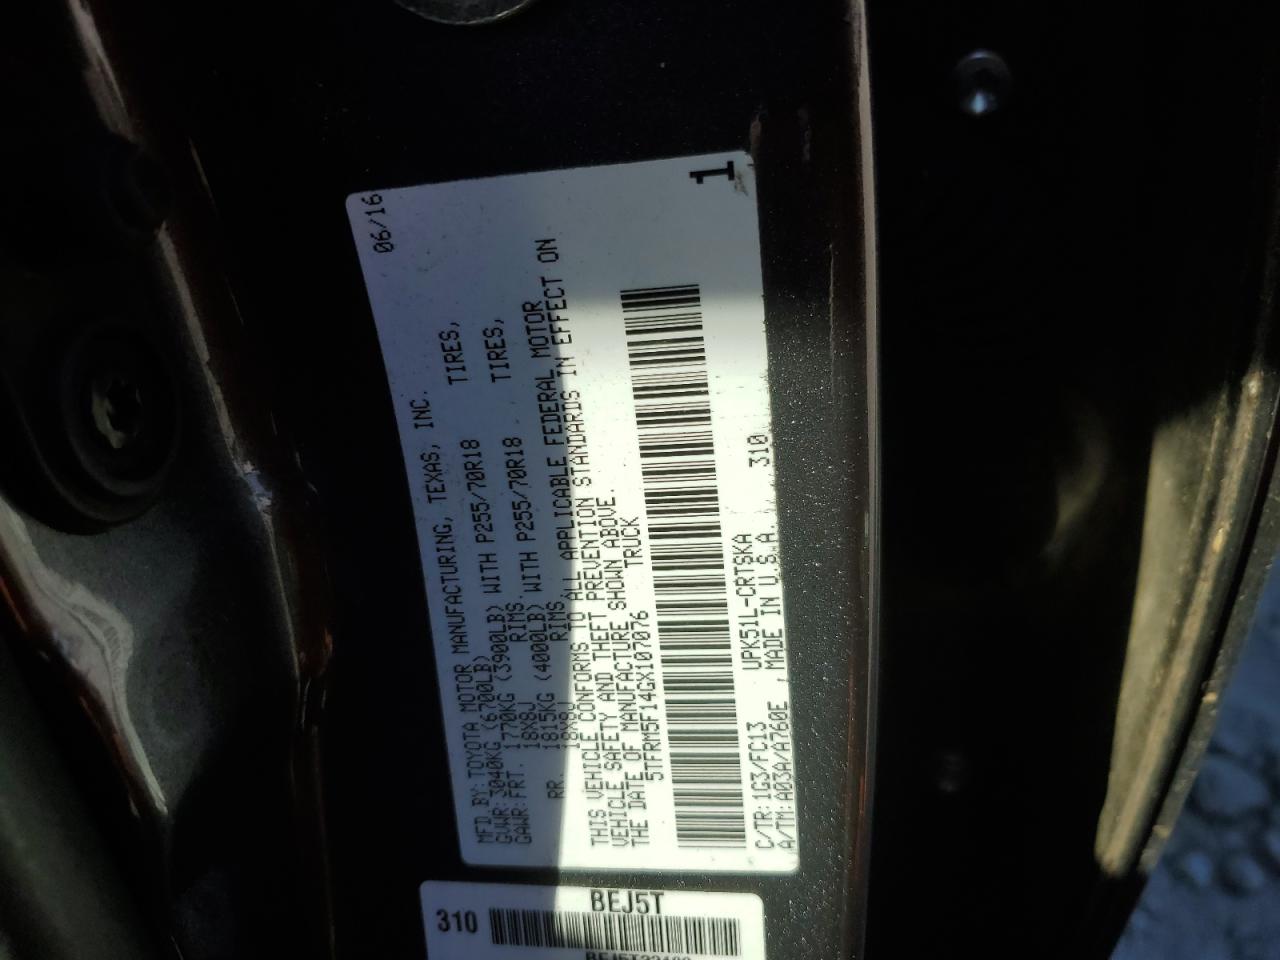 MFD.BY:TOYOTA MOTOR MANUFACTURING, TEXAS, INC. 06/16
GVWR:3040KG (6700LB)
GAWR:FRT. 1770KG (3900LB) WITH P255/70R18 TIRES,
18X8J RIMS,
RR. 1815KG (4000LB) WITH P255/70R18 TIRES,
18X8J RIMS,
THIS VEHICLE CONFORMS TO ALL APPLICABLE FEDERAL MOTOR
VEHICLE SAFETY AND THEFT PREVENTION STANDARDS IN EFFECT ON
THE DATE OF MANUFACTURE SHOWN ABOVE.
5TFRM5F14GX107076 TRUCK
1
C/TR:1G3/FC13 UPK51L-CRTSKA 310
A/TM:A03A/A760E , MADE IN U.S.A.
BEJ5T
310